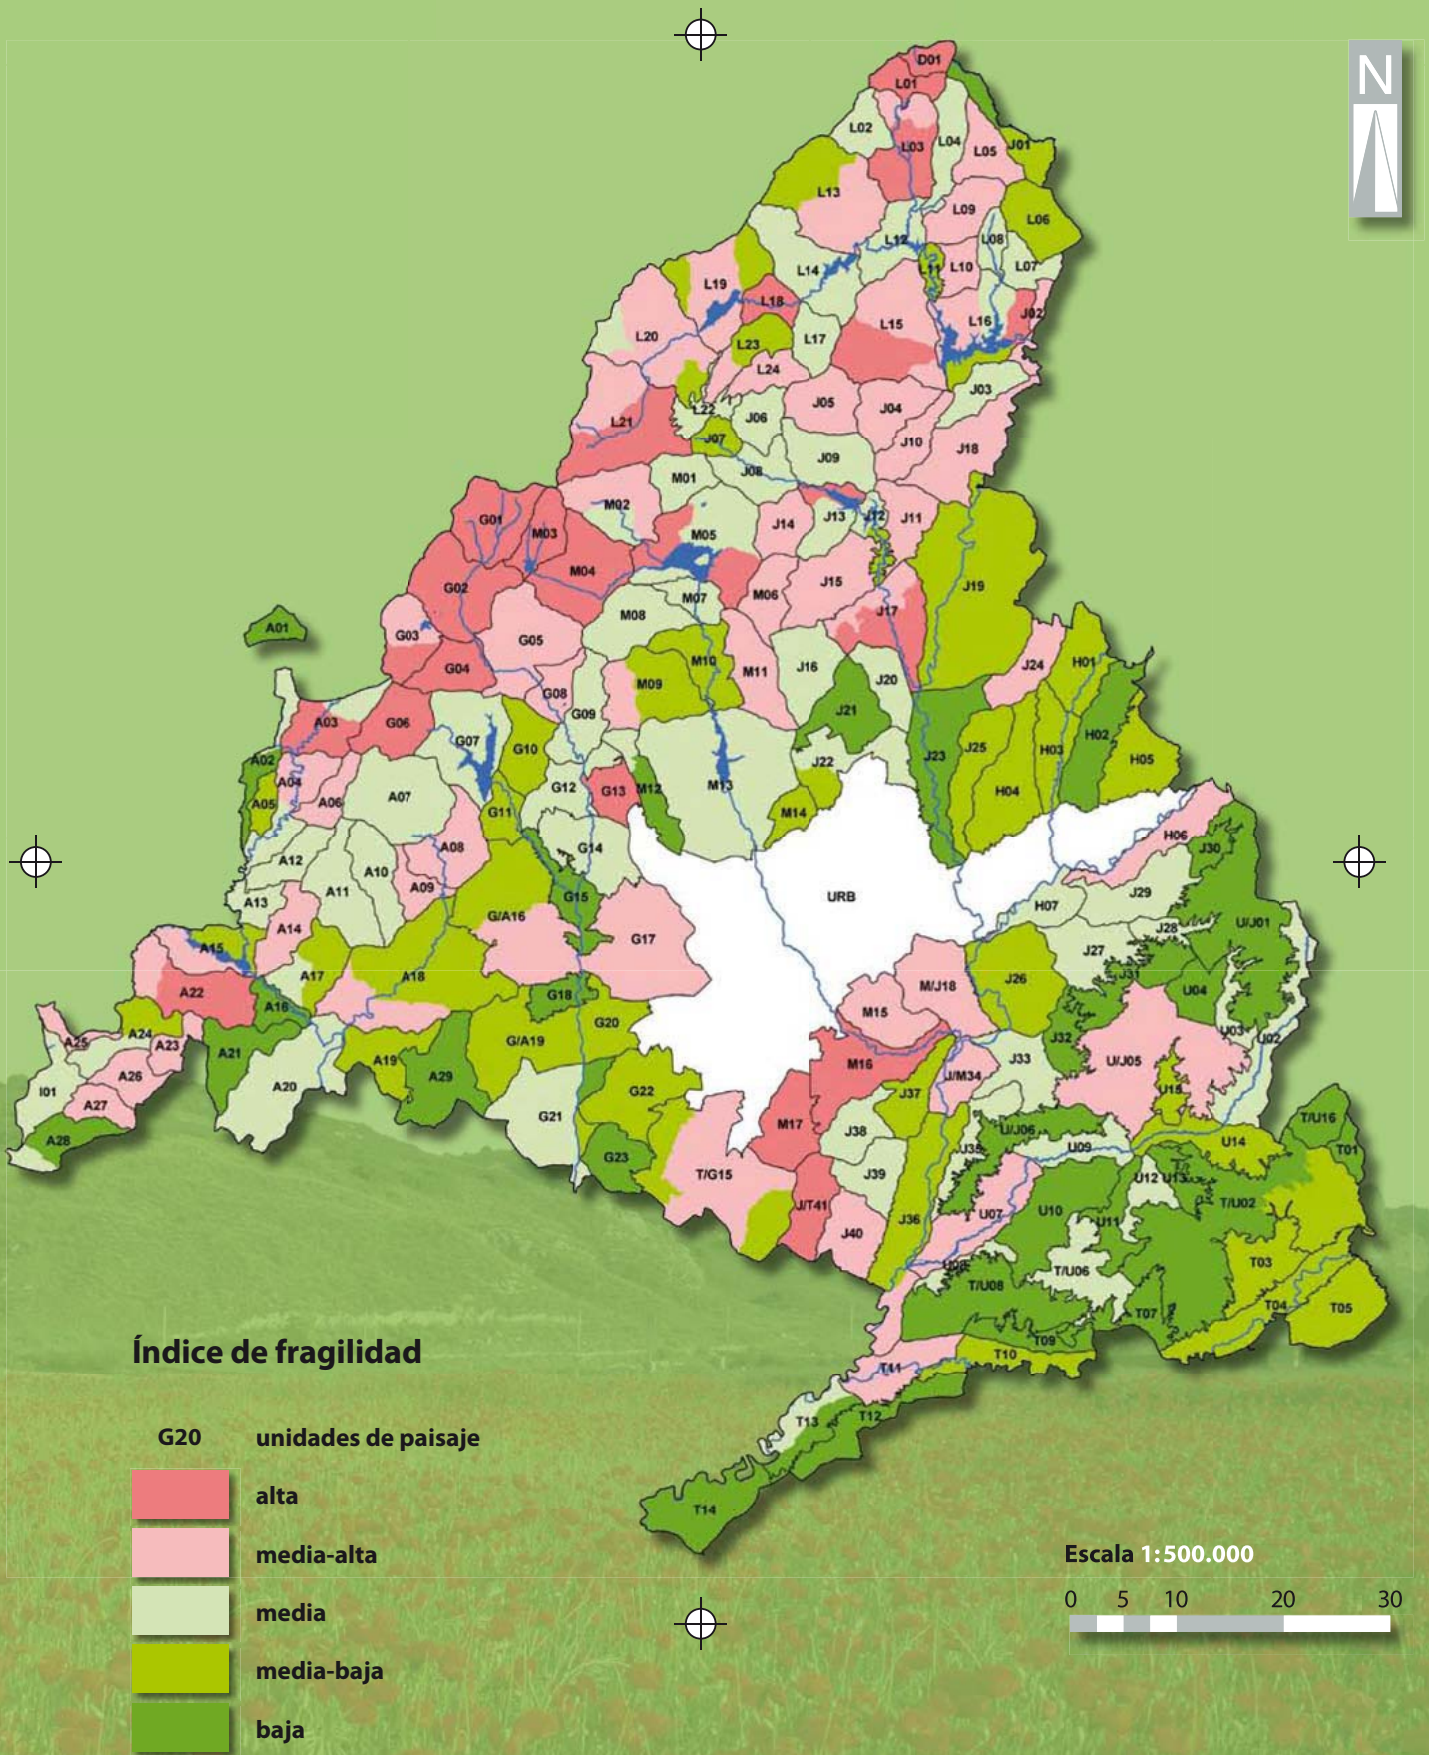 N
D01
L01
L02
L03
L04
L05
J01
L13
L09
L06
L12
L08
L14
L11
L10
L07
L19
L18
L15
L16
J02
L20
L23
L17
L24
J03
L21
L22
J06
J05
J04
J07
J10
J18
J09
M01
J08
M02
G01
M03
M05
J14
J13
J12
J11
M04
G02
M06
J15
J19
M07
J17
M08
A01
G03
G05
G04
M10
M11
J16
J24
H01
G08
M09
J20
G09
A03
G06
J21
G07
G10
H02
J25
H03
J23
H05
A02
J22
A04
M13
G12
G13
M12
H04
A05
A06
A07
G11
M14
A08
G14
H06
J30
A12
A10
A09
A11
G15
URB
J29
H07
A13
G/A16
U/J01
A14
G17
J28
A15
J27
A17
A18
J31
J26
M/J18
A22
G18
U04
A16
M15
G20
A24
U03
A25
A23
G/A19
J32
U02
A21
A19
M16
J33
U/J05
A26
A29
J/M34
I01
A20
G22
J37
U15
A27
G21
M17
J38
U/J06
T/U16
A28
U14
J35
U09
T01
G23
J39
U12
U13
T/G15
T/U02
J/T41
U07
U10
J36
U11
J40
T03
U08
T/U06
T/U08
T04
T05
T07
T09
T10
T11
T12
T13
T14
Índice de fragilidad
G20 unidades de paisaje
alta
media-alta
media
media-baja
baja
Escala 1:500.000
0 5 10 20 30